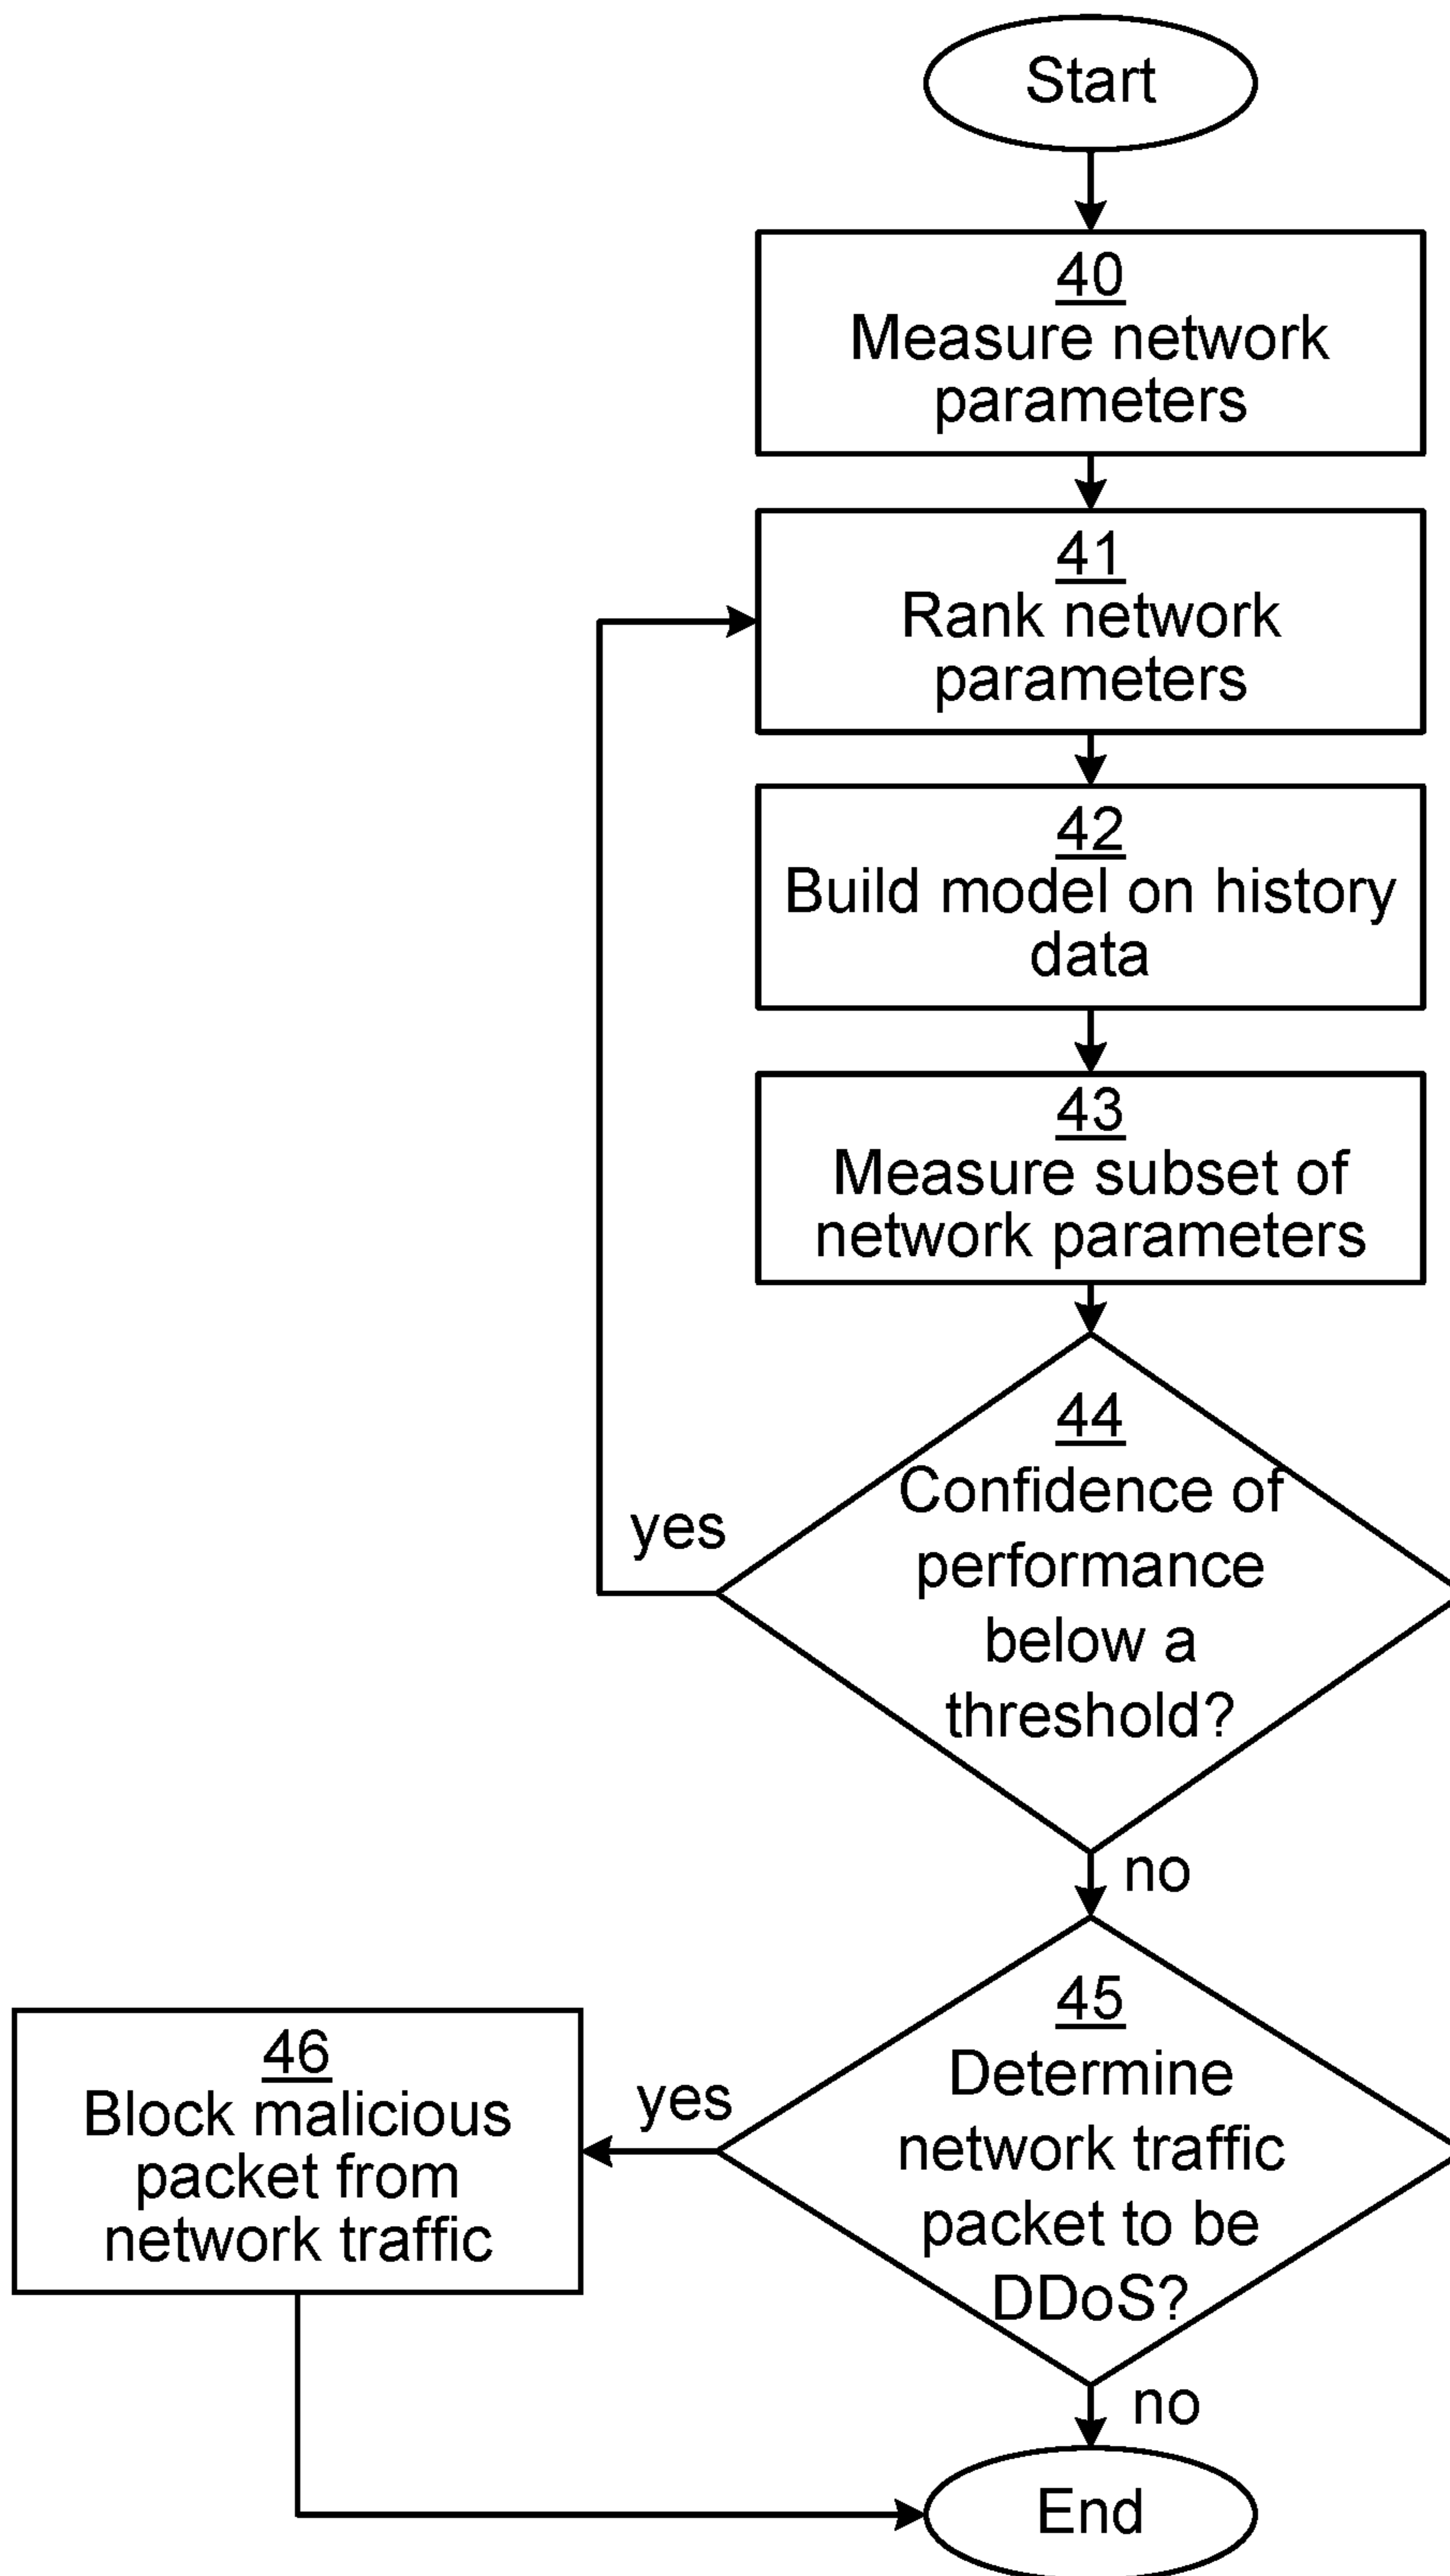 Start
40
Measure network
parameters
41
Rank network
parameters
42
Build model on history
data
43
Measure subset of
network parameters
44
Confidence of
performance
below a
threshold?
yes
no
45
Determine
network traffic
packet to be
DDoS?
yes
46
Block malicious
packet from
network traffic
no
End